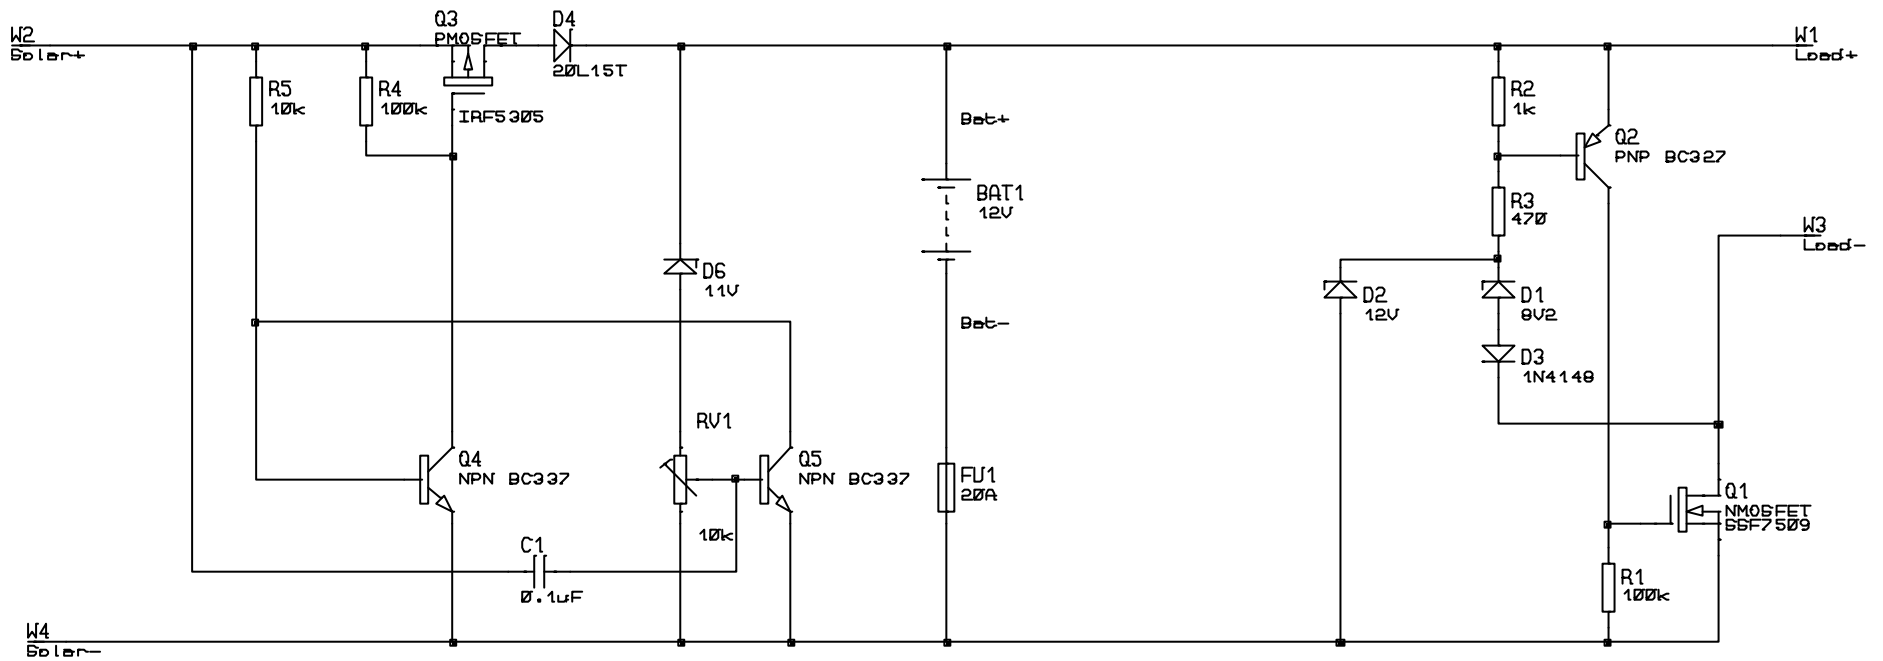 W2
Solar+
Q3
PMOSFET
IRF5305
D4
20L15T
W1
Load+
R5
10k
R4
100k
Bat+
BAT1
12V
Bat-
R2
1k
Q2
PNP BC327
R3
470
W3
Load-
D6
11V
D2
12V
D1
8V2
D3
1N4148
RV1
10k
Q4
NPN BC337
Q5
NPN BC337
FU1
20A
Q1
NMOSFET
SSF7509
C1
0.1uF
R1
100k
W4
Solar-